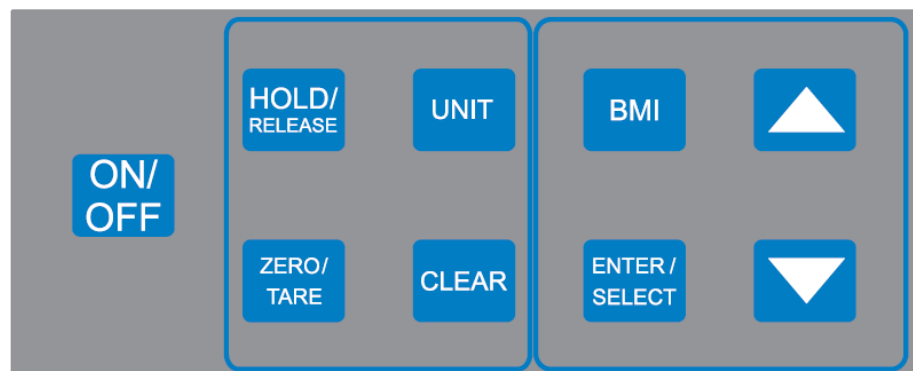 ON/
OFF
HOLD/
RELEASE
UNIT
ZERO/
TARE
CLEAR
BMI
ENTER /
SELECT